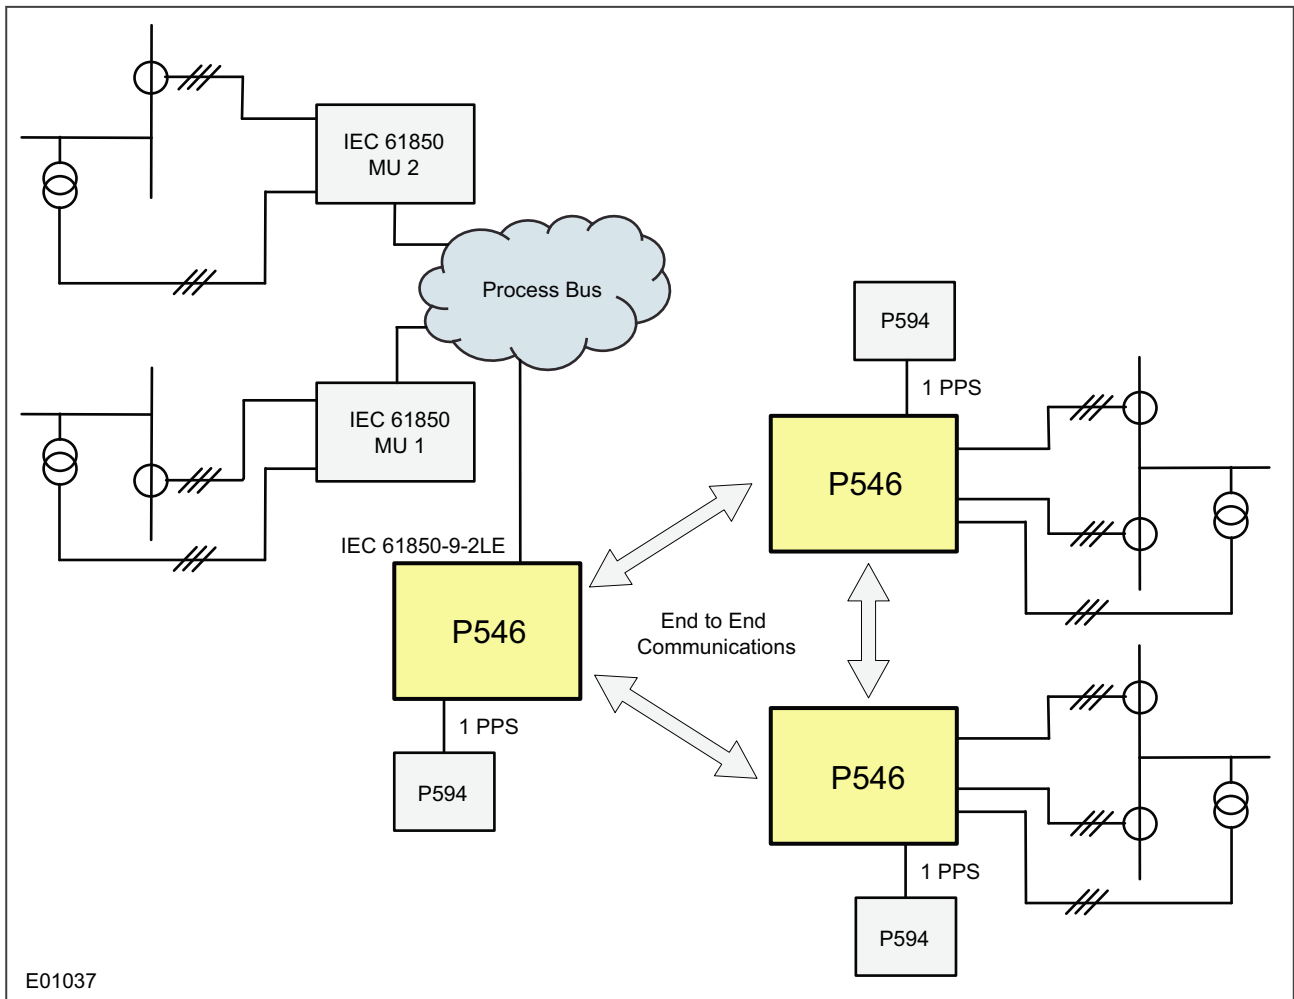 IEC 61850
MU 2
Process Bus
P594
1 PPS
IEC 61850
MU 1
P546
IEC 61850-9-2LE
P546
End to End
Communications
1 PPS
P594
P546
1 PPS
P594
E01037